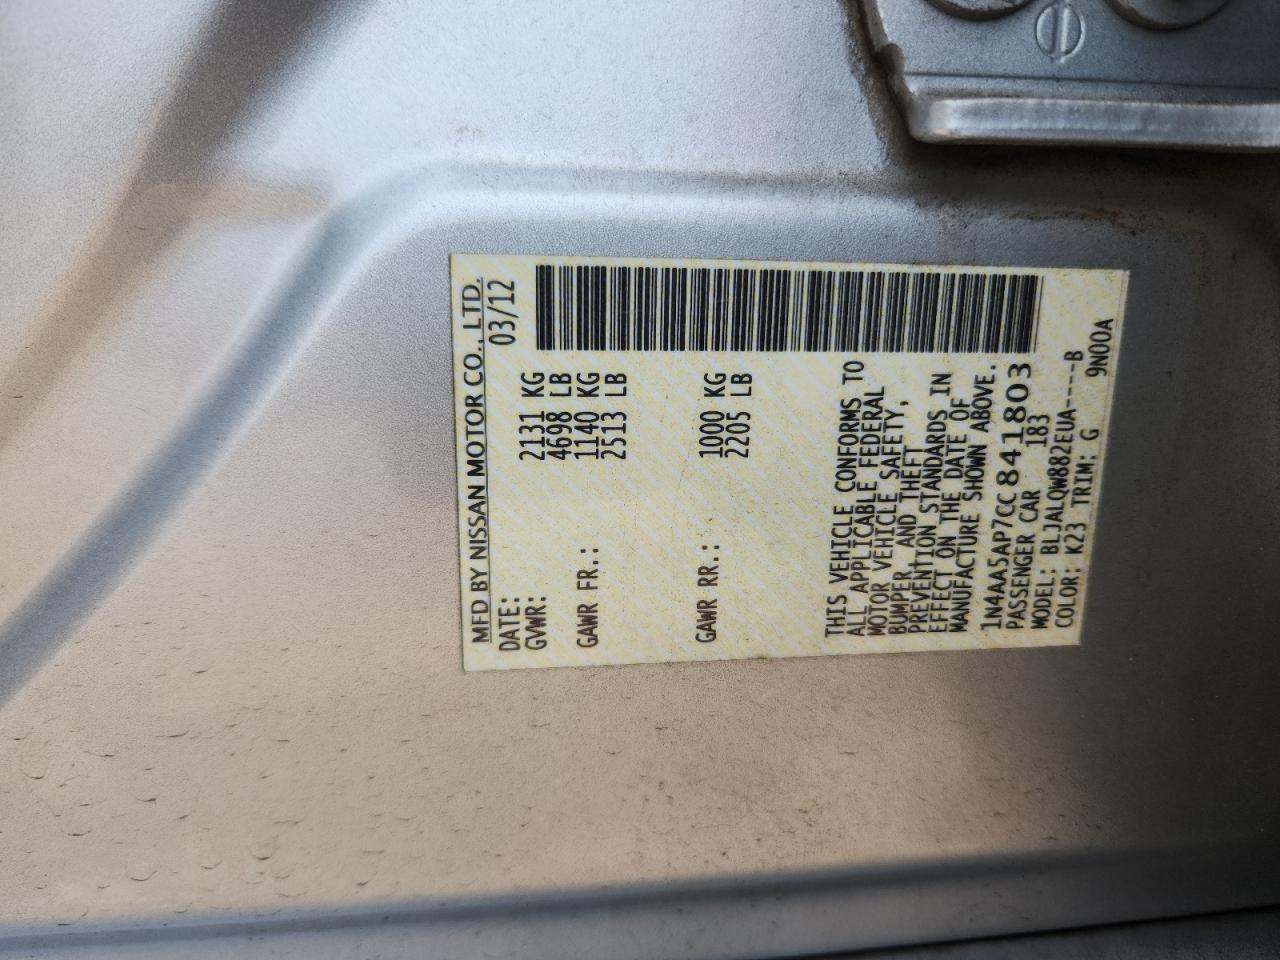 MFD BY NISSAN MOTOR CO., LTD.
DATE: 03/12
GVWR: 2131 KG
4698 LB
GAWR FR.: 1140 KG
2513 LB
GAWR RR.: 1000 KG
2205 LB
THIS VEHICLE CONFORMS TO
ALL APPLICABLE FEDERAL
MOTOR VEHICLE SAFETY,
BUMPER, AND THEFT
PREVENTION STANDARDS IN
EFFECT ON THE DATE OF
MANUFACTURE SHOWN ABOVE.
1N4AA5AP7CC841803
PASSENGER CAR 183
MODEL: BLJALQW882EUA----B
COLOR: K23 TRIM: G 9N00A